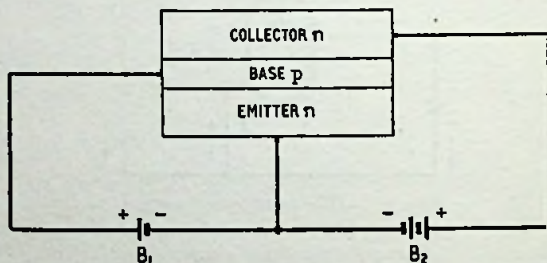 COLLECTOR n
BASE p
EMITTER n
+ - - +
B1 B2